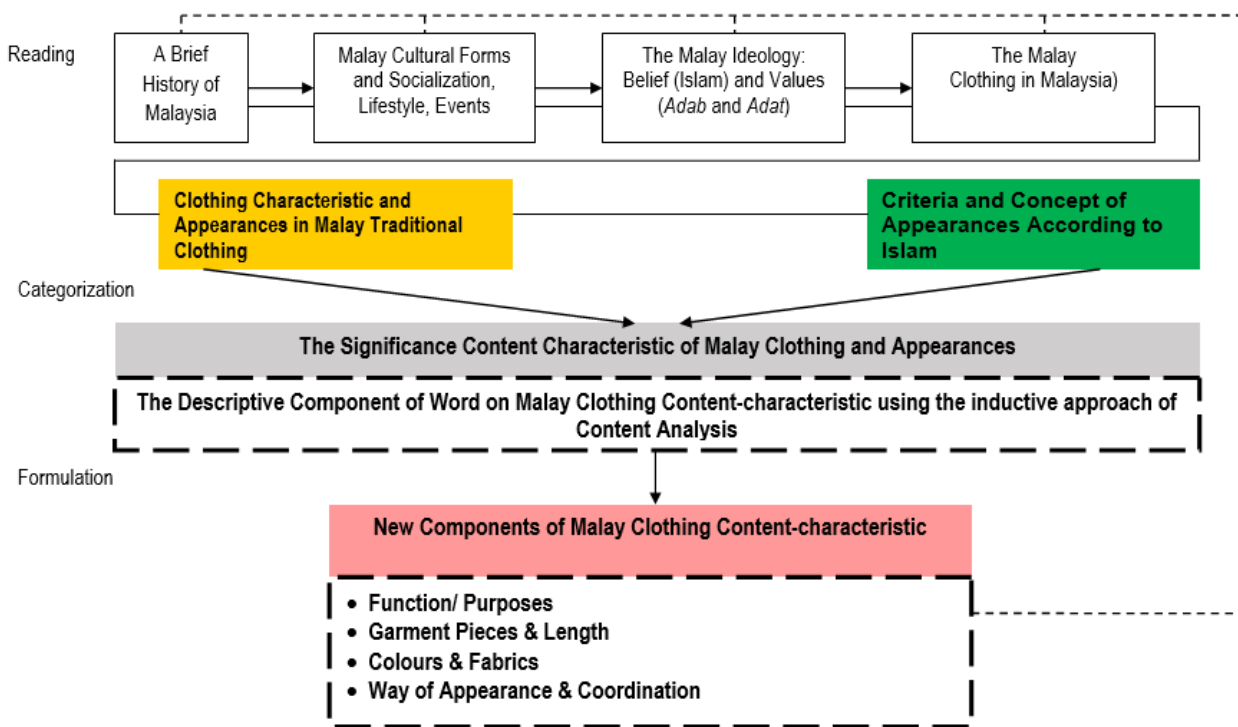 Reading
A Brief
History of
Malaysia
Malay Cultural Forms
and Socialization,
Lifestyle, Events
The Malay Ideology:
Belief (Islam) and Values
(Adab and Adat)
The Malay
Clothing in Malaysia)
Clothing Characteristic and
Appearances in Malay Traditional
Clothing
Criteria and Concept of
Appearances According to
Islam
Categorization
The Significance Content Characteristic of Malay Clothing and Appearances
The Descriptive Component of Word on Malay Clothing Content-characteristic using the inductive approach of
Content Analysis
Formulation
New Components of Malay Clothing Content-characteristic
• Function/ Purposes
• Garment Pieces & Length
• Colours & Fabrics
• Way of Appearance & Coordination